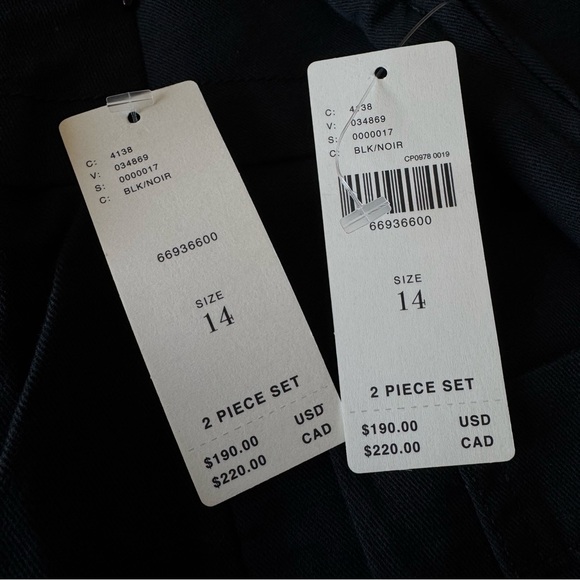 C: 4138
V: 034869
S: 0000017
C: BLK/NOIR
66936600
SIZE
14
2 PIECE SET
$190.00 USD
$220.00 CAD
C: 4138
V: 034869
S: 0000017
C: BLK/NOIR
CP0978 0019
66936600
SIZE
14
2 PIECE SET
$190.00 USD
$220.00 CAD